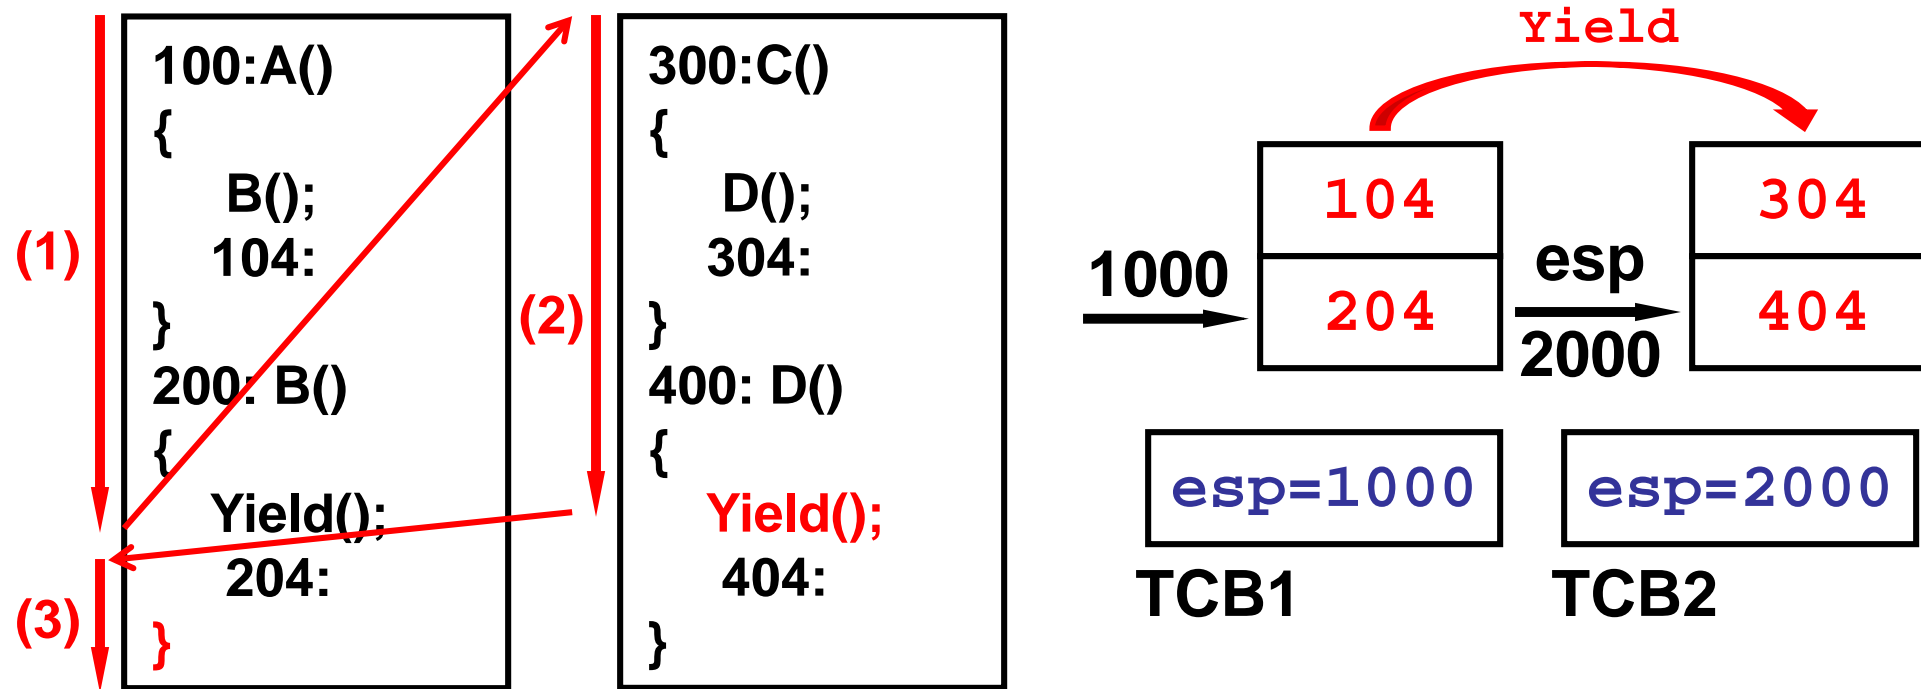 100:A()
{
B();
104:
}
200: B()
{
Yield();
204:
}
(1)
(3)
300:C()
{
D();
304:
}
400: D()
{
Yield();
404:
}
(2)
Yield
1000
104
204
esp
2000
304
404
esp=1000
TCB1
esp=2000
TCB2